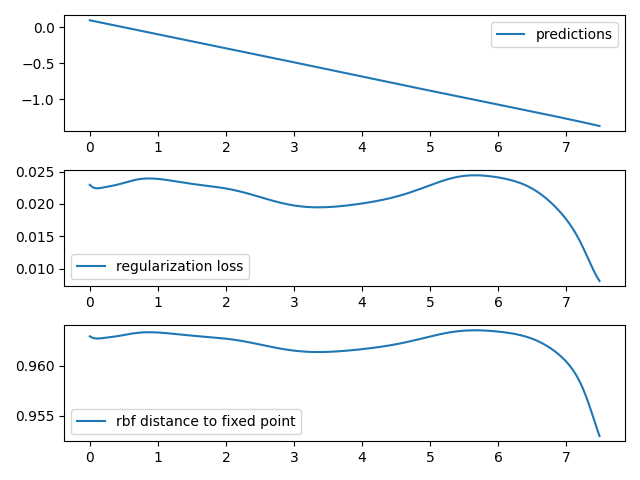 0.0
−0.5
−1.0
predictions
0 1 2 3 4 5 6 7
0.025
0.020
0.015
0.010
regularization loss
0 1 2 3 4 5 6 7
0.960
0.955
rbf distance to fixed point
0 1 2 3 4 5 6 7